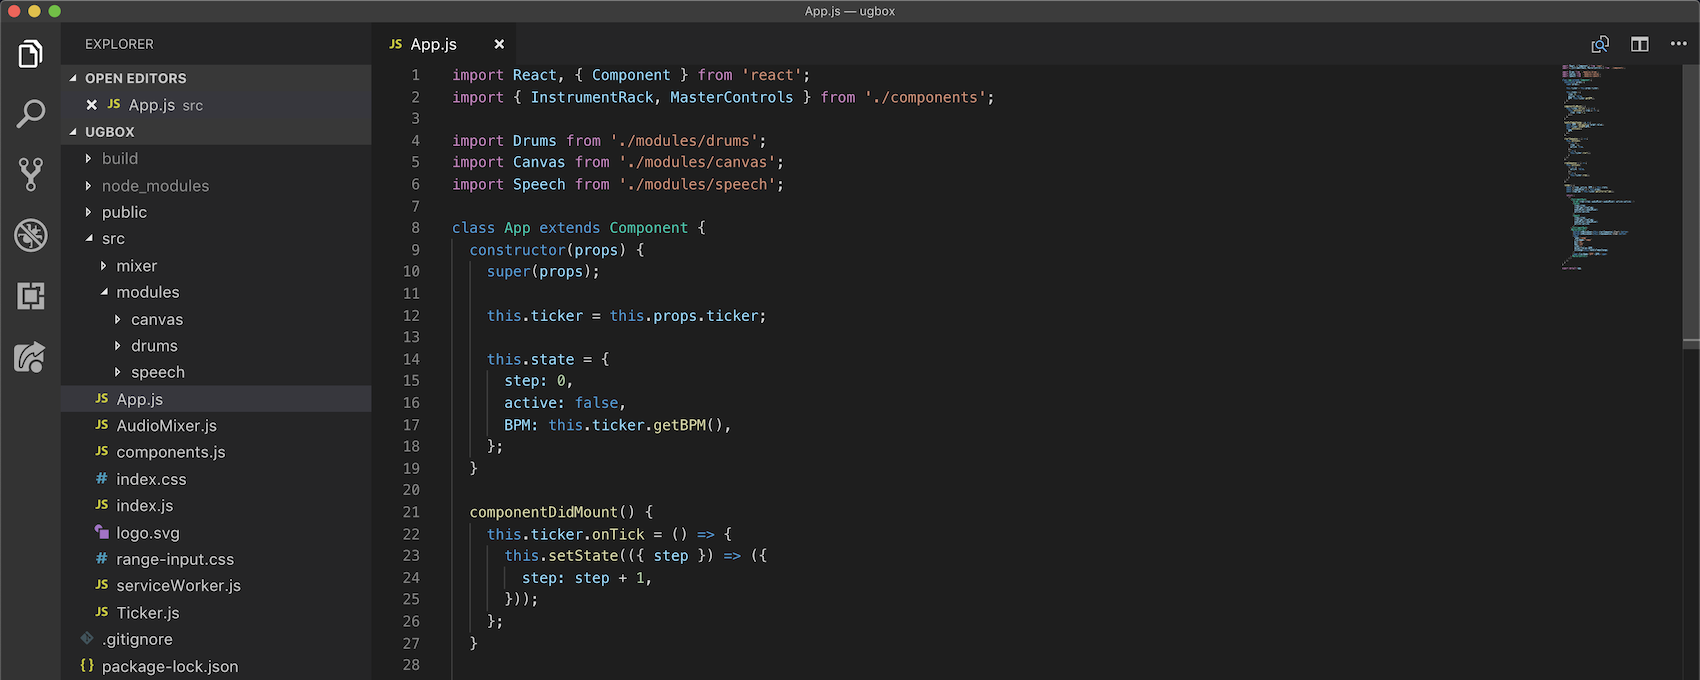 App.js — ugbox
EXPLORER
OPEN EDITORS
JS App.js src
UGBOX
build
node_modules
public
src
mixer
modules
canvas
drums
speech
JS App.js
JS AudioMixer.js
JS components.js
# index.css
JS index.js
logo.svg
# range-input.css
JS serviceWorker.js
JS Ticker.js
.gitignore
{} package-lock.json
JS App.js
1 import React, { Component } from 'react';
2 import { InstrumentRack, MasterControls } from './components';
3
4 import Drums from './modules/drums';
5 import Canvas from './modules/canvas';
6 import Speech from './modules/speech';
7
8 class App extends Component {
9 constructor(props) {
10 super(props);
11
12 this.ticker = this.props.ticker;
13
14 this.state = {
15 step: 0,
16 active: false,
17 BPM: this.ticker.getBPM(),
18 };
19 }
20
21 componentDidMount() {
22 this.ticker.onTick = () => {
23 this.setState(({ step }) => ({
24 step: step + 1,
25 }));
26 };
27 }
28